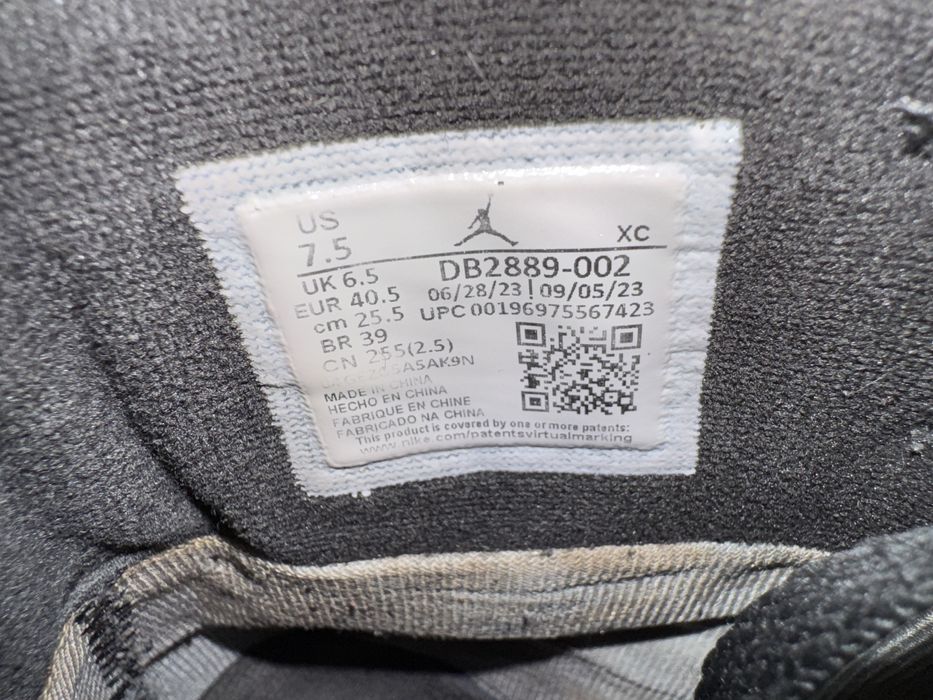 US
7.5
XC
UK 6.5
EUR 40.5
cm 25.5
BR 39
CN 255(2.5)
DB2889-002
06/28/23 | 09/05/23
UPC 00196975567423
MADE IN CHINA
HECHO EN CHINA
FABRIQUE EN CHINE
FABRICADO NA CHINA
This product is covered by one or more patents:
www.nike.com/patentsvirtualmarking